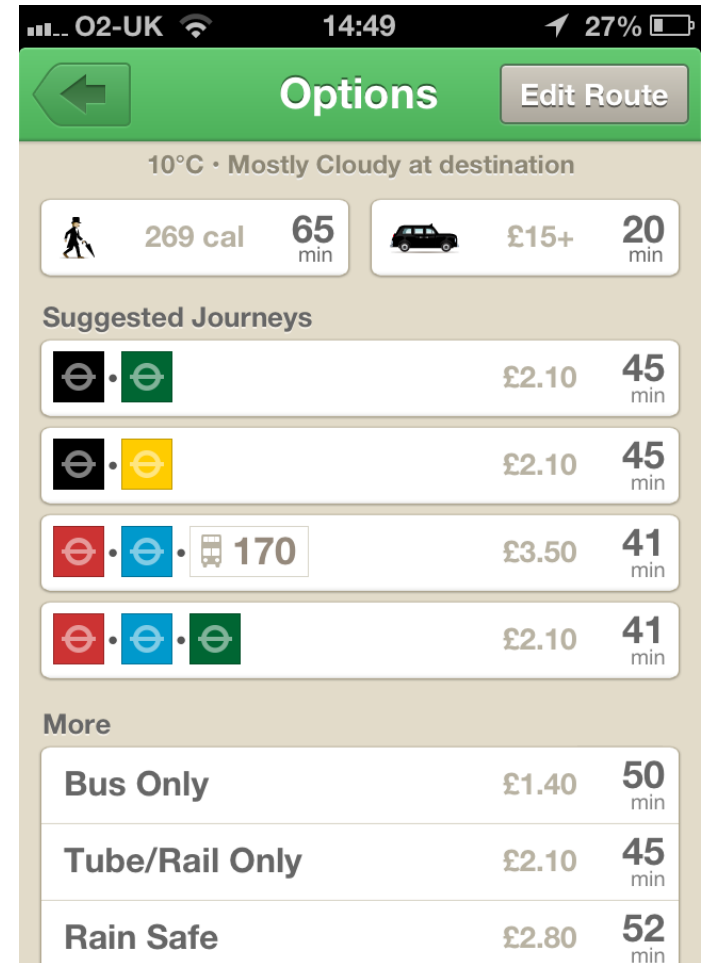 O2-UK 14:49 27%
Options Edit Route
10°C · Mostly Cloudy at destination
269 cal 65 min £15+ 20 min
Suggested Journeys
£2.10 45 min
£2.10 45 min
170 £3.50 41 min
£2.10 41 min
More
Bus Only £1.40 50 min
Tube/Rail Only £2.10 45 min
Rain Safe £2.80 52 min